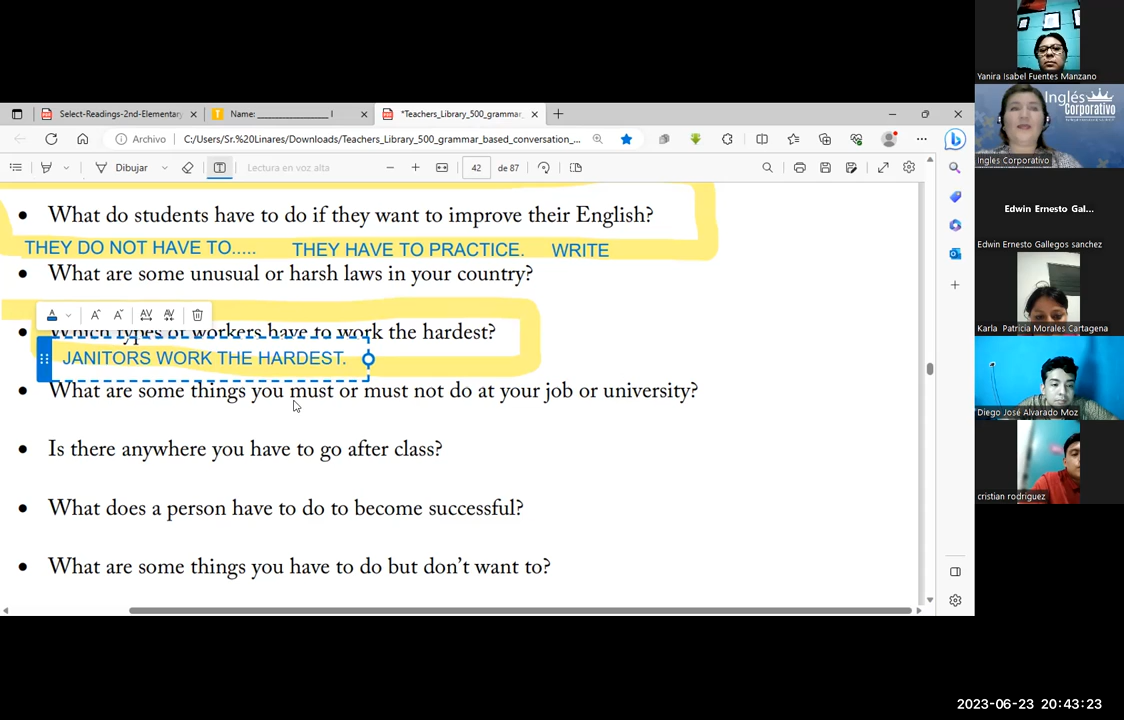 Select-Readings-2nd-Elementary
Name: ________________ I
*Teachers_Library_500_grammar_
Archivo
C:/Users/Sr.%20Linares/Downloads/Teachers_Library_500_grammar_based_conversation_...
Dibujar
Lectura en voz alta
42
de 87
What do students have to do if they want to improve their English?
THEY DO NOT HAVE TO..... THEY HAVE TO PRACTICE. WRITE
What are some unusual or harsh laws in your country?
Which types of workers have to work the hardest?
JANITORS WORK THE HARDEST.
What are some things you must or must not do at your job or university?
Is there anywhere you have to go after class?
What does a person have to do to become successful?
What are some things you have to do but don't want to?
Yanira Isabel Fuentes Manzano
Inglés
Corporativo
Ingles Corporativo
Edwin Ernesto Gal...
Edwin Ernesto Gallegos sanchez
Karla Patricia Morales Cartagena
Diego José Alvarado Moz
cristian rodriguez
2023-06-23 20:43:23